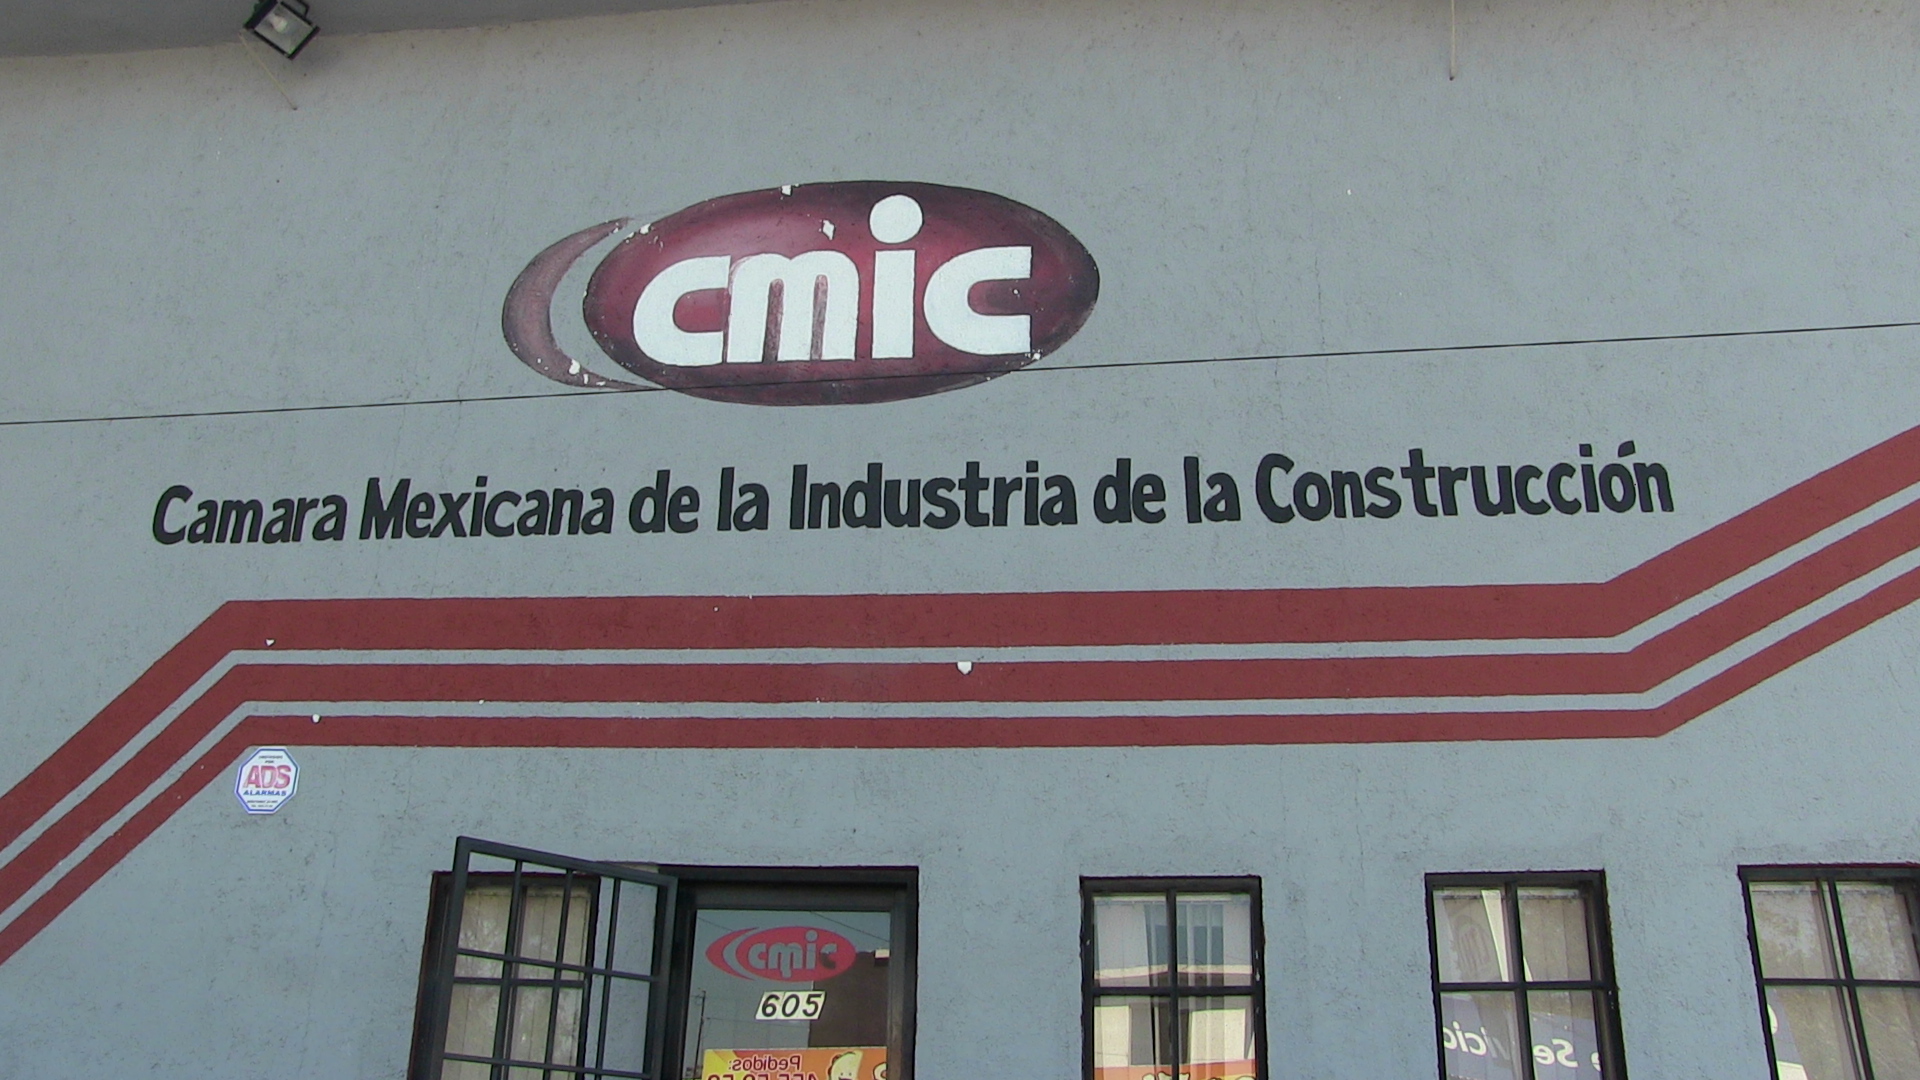 cmic
Camara Mexicana de la Industria de la Construcción
ADS
ALARMAS
cmic
605
Pedidos: